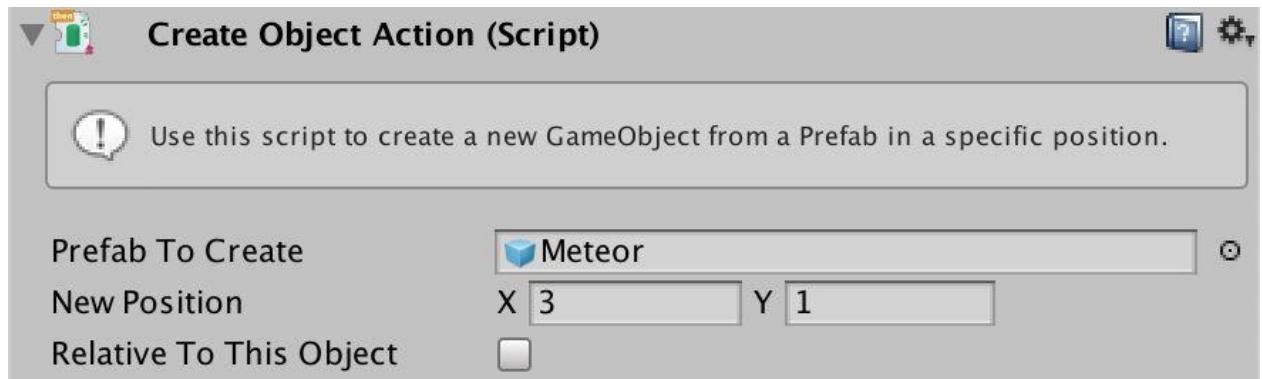 then
Create Object Action (Script)
Use this script to create a new GameObject from a Prefab in a specific position.
Prefab To Create Meteor
New Position X 3 Y 1
Relative To This Object